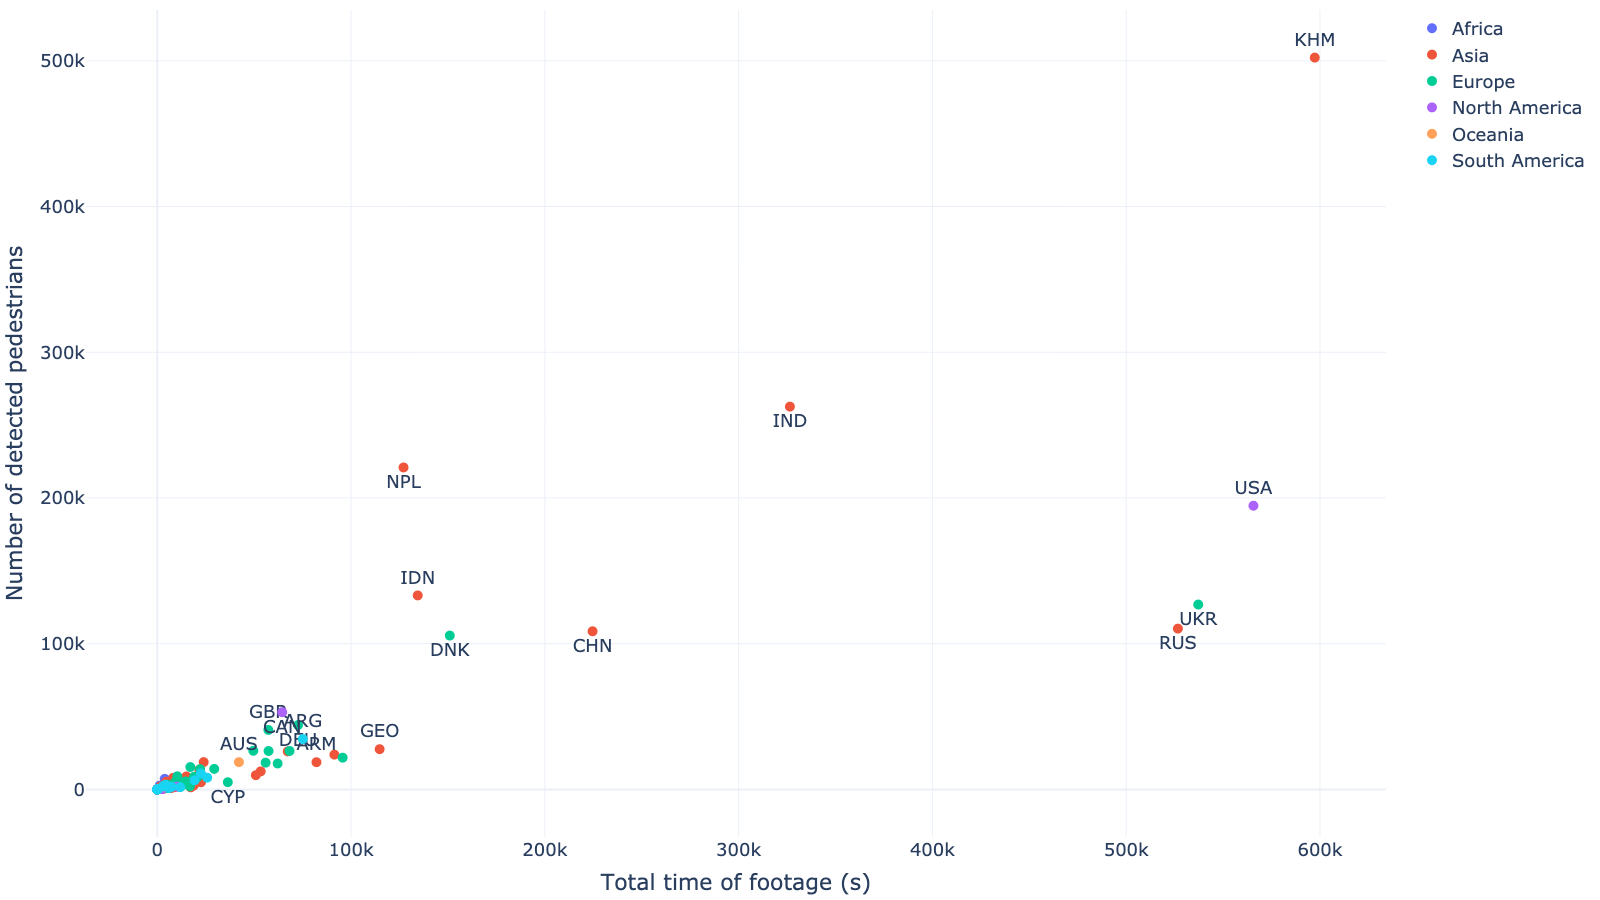 KHM
Africa
Asia
Europe
North America
Oceania
South America
500k
400k
300k
200k
100k
0
Number of detected pedestrians
IND
NPL
USA
IDN
UKR
RUS
DNK
CHN
GBR
ARG
CAN
GEO
AUS
DEU
ARM
CYP
0
100k
200k
300k
400k
500k
600k
Total time of footage (s)